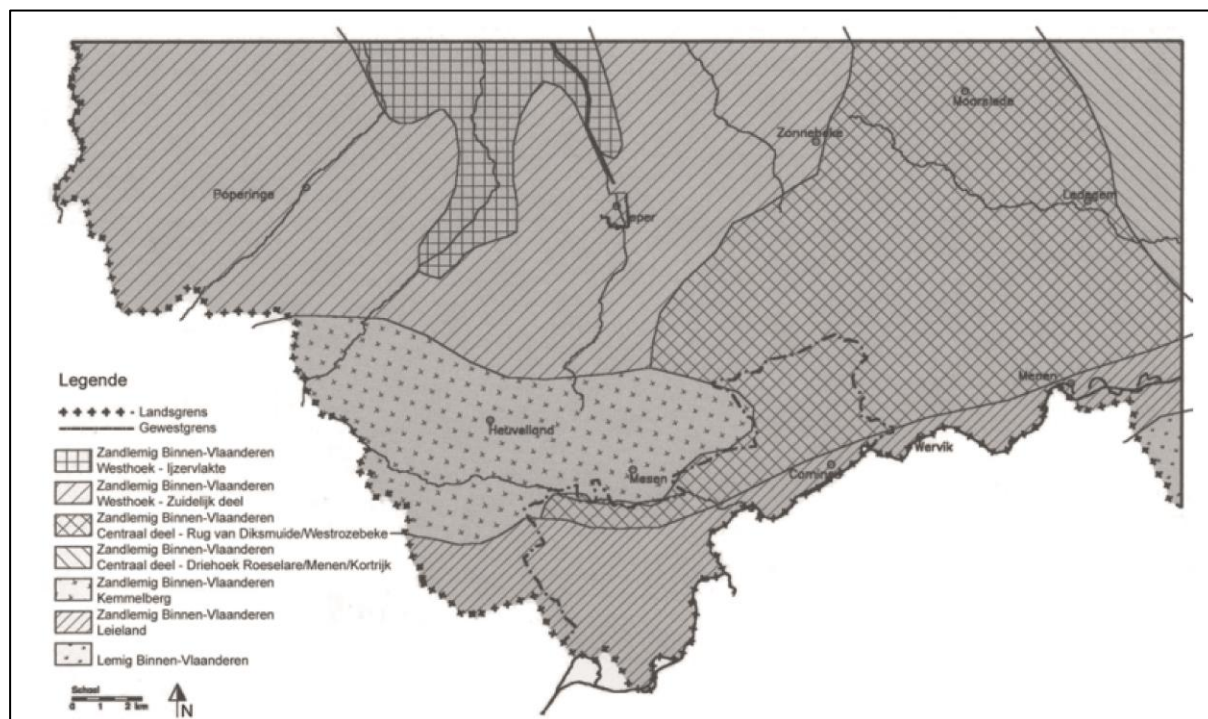 Moorslede
Zonnebeke
Poperinge
Ledegem
Ieper
Menen
Heuvelland
Wervik
Mesen
Legende
Landsgrens
Gewestgrens
Zandlemig Binnen-Vlaanderen
Westhoek - Ijzervlakte
Zandlemig Binnen-Vlaanderen
Westhoek - Zuidelijk deel
Zandlemig Binnen-Vlaanderen
Centraal deel - Rug van Diksmuide/Westrozebeke
Zandlemig Binnen-Vlaanderen
Centraal deel - Driehoek Roeselare/Menen/Kortrijk
Zandlemig Binnen-Vlaanderen
Kemmelberg
Zandlemig Binnen-Vlaanderen
Leieland
Lemig Binnen-Vlaanderen
Schaal
0 1 2 km
N